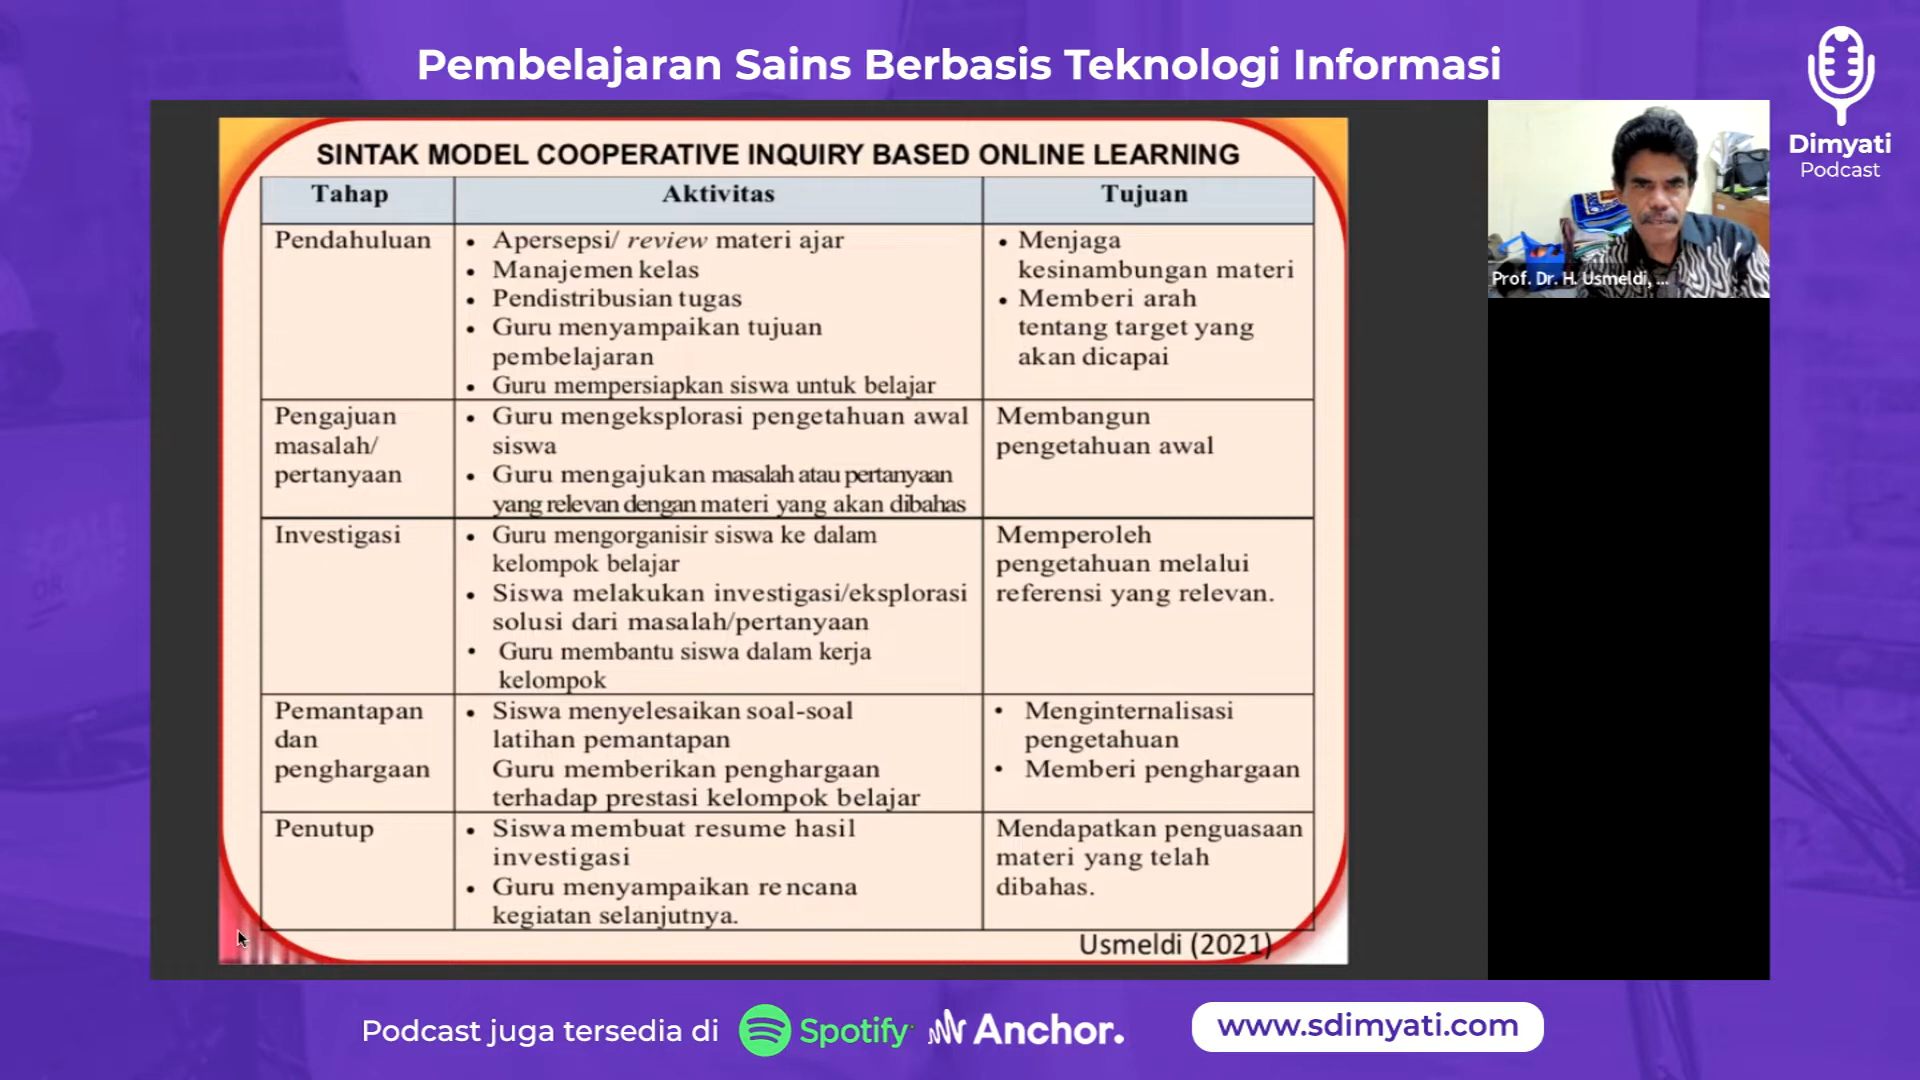 Pembelajaran Sains Berbasis Teknologi Informasi
Dimyati
Podcast
SINTAK MODEL COOPERATIVE INQUIRY BASED ONLINE LEARNING
Tahap
Aktivitas
Tujuan
Pendahuluan
• Apersepsi/ review materi ajar
• Manajemen kelas
• Pendistribusian tugas
• Guru menyampaikan tujuan
pembelajaran
• Guru mempersiapkan siswa untuk belajar
• Menjaga
kesinambungan materi
• Memberi arah
tentang target yang
akan dicapai
Pengajuan
masalah/
pertanyaan
• Guru mengeksplorasi pengetahuan awal
siswa
• Guru mengajukan masalah atau pertanyaan
yang relevan dengan materi yang akan dibahas
Membangun
pengetahuan awal
Investigasi
• Guru mengorganisir siswa ke dalam
kelompok belajar
• Siswa melakukan investigasi/eksplorasi
solusi dari masalah/pertanyaan
• Guru membantu siswa dalam kerja
kelompok
Memperoleh
pengetahuan melalui
referensi yang relevan.
Pemantapan
dan
penghargaan
• Siswa menyelesaikan soal-soal
latihan pemantapan
Guru memberikan penghargaan
terhadap prestasi kelompok belajar
• Menginternalisasi
pengetahuan
• Memberi penghargaan
Penutup
• Siswa membuat resume hasil
investigasi
• Guru menyampaikan rencana
kegiatan selanjutnya.
Mendapatkan penguasaan
materi yang telah
dibahas.
Usmeldi (2021)
Prof. Dr. H. Usmeldi, ...
Podcast juga tersedia di
Spotify
Anchor.
www.sdimyati.com